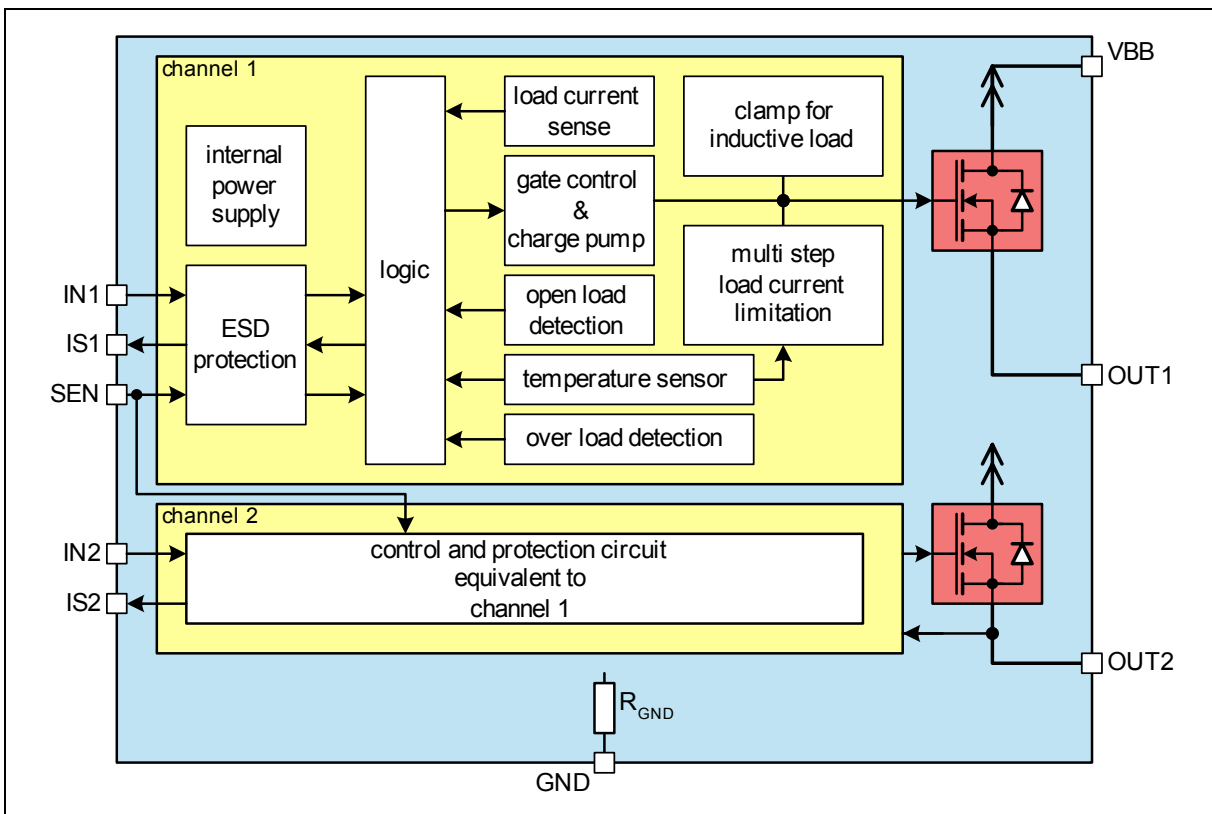 VBB
channel 1
load current
sense
clamp for
inductive load
internal
power
supply
gate control
&
charge pump
logic
multi step
load current
limitation
IN1
IS1
SEN
ESD
protection
open load
detection
temperature sensor
OUT1
over load detection
channel 2
IN2
IS2
control and protection circuit
equivalent to
channel 1
OUT2
RGND
GND